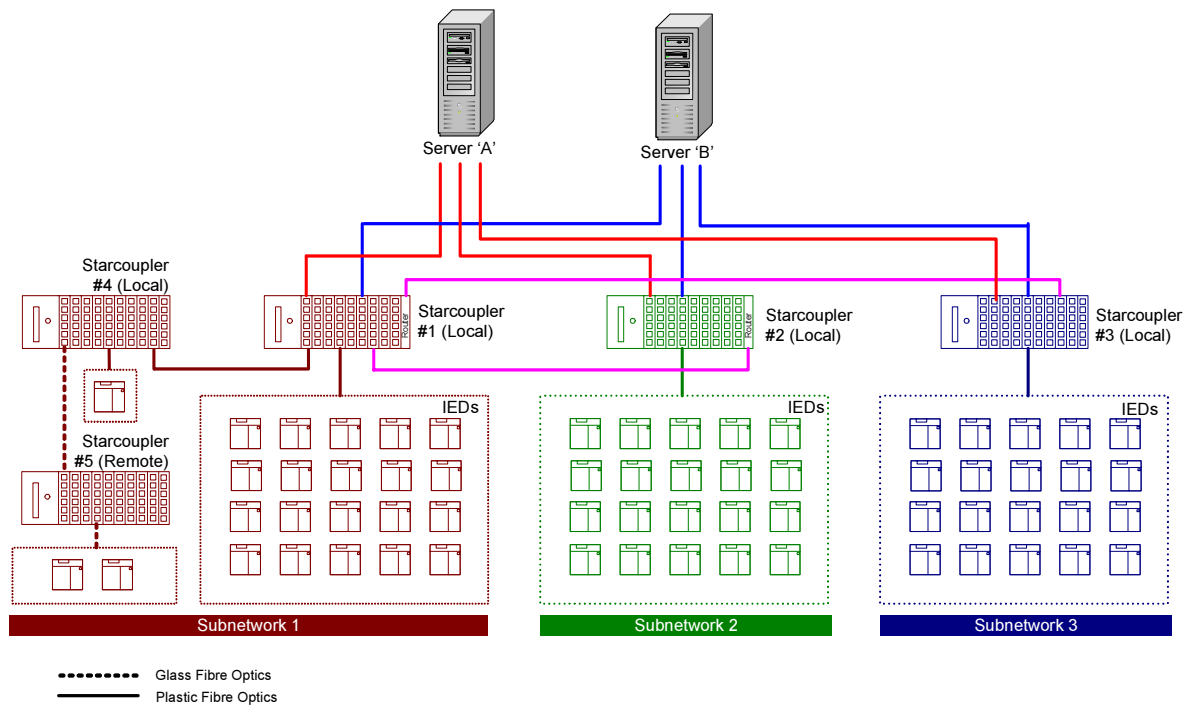 Server ‘A’
Server ‘B’
Starcoupler
#4 (Local)
Router
Starcoupler
#1 (Local)
Router
Starcoupler
#2 (Local)
Starcoupler
#3 (Local)
IEDs
IEDs
IEDs
Starcoupler
#5 (Remote)
Subnetwork 1
Subnetwork 2
Subnetwork 3
Glass Fibre Optics
Plastic Fibre Optics